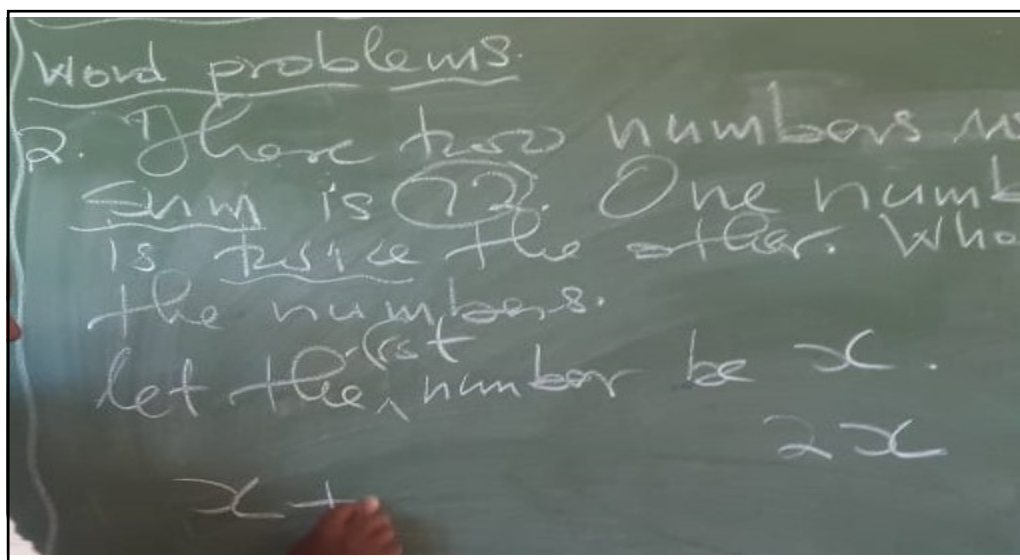 Word problems.
2. There two numbers
Sum is 72. One numb
is twice the other. Wha
the numbers.
let the 1st number be x.
2x
x +